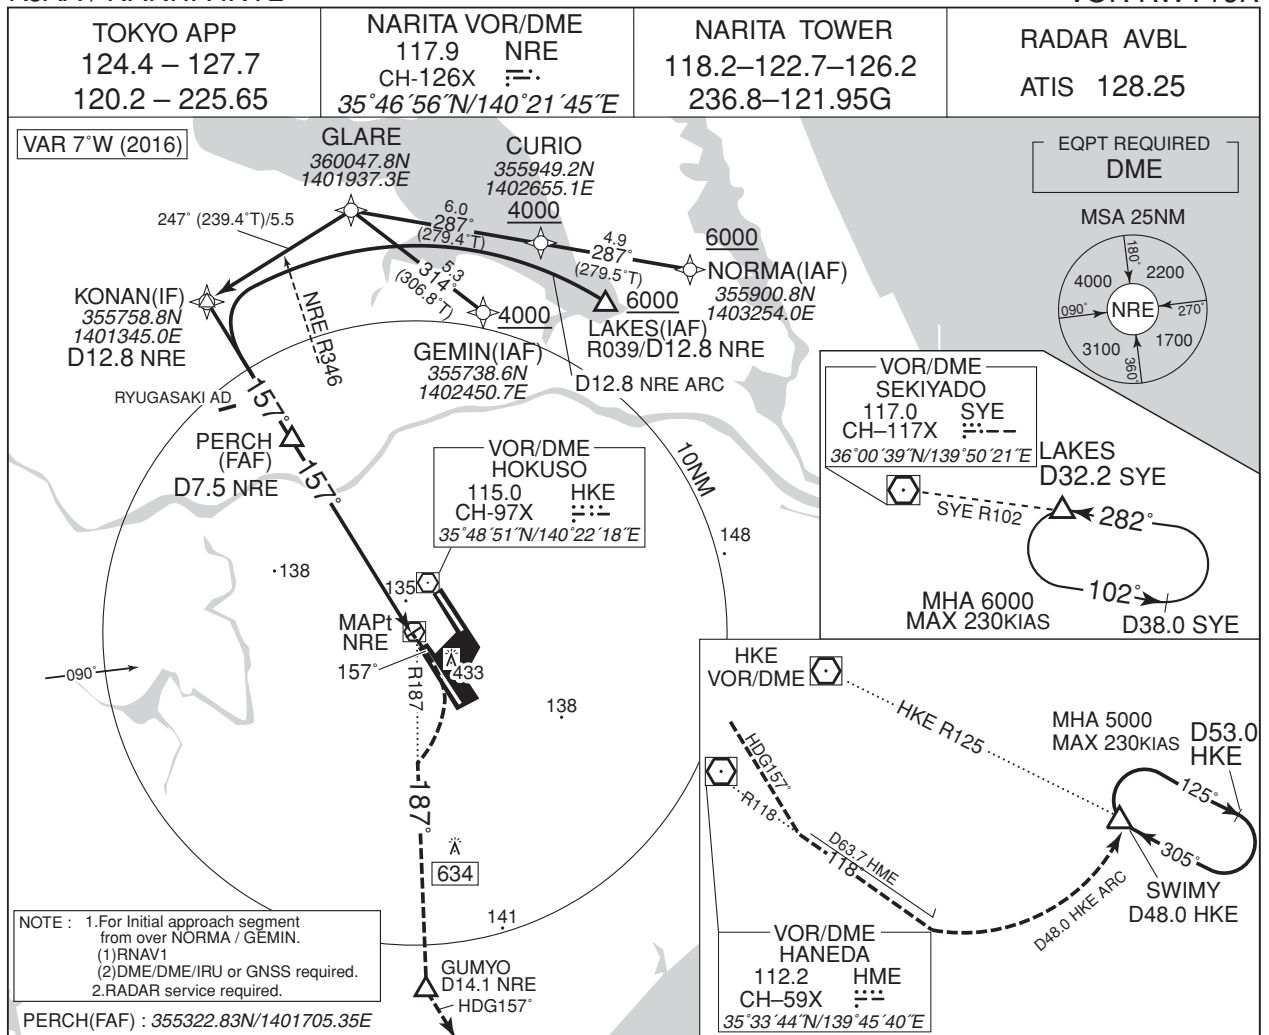 TOKYO APP
124.4 – 127.7
120.2 – 225.65
NARITA VOR/DME
117.9 NRE
CH-126X
35°46´56˝N/140°21´45˝E
NARITA TOWER
118.2–122.7–126.2
236.8–121.95G
RADAR AVBL
ATIS 128.25
VAR 7°W (2016)
GLARE
360047.8N
1401937.3E
CURIO
355949.2N
1402655.1E
4000
EQPT REQUIRED
DME
MSA 25NM
180°
4000
2200
090°
NRE
270°
3100
1700
360°
247° (239.4°T)/5.5
6.0
287°
(279.4°T)
4.9
287°
(279.5°T)
6000
NORMA(IAF)
355900.8N
1403254.0E
5.3
314°
(306.8°T)
KONAN(IF)
355758.8N
1401345.0E
D12.8 NRE
NRE R346
4000
GEMIN(IAF)
355738.6N
1402450.7E
6000
LAKES(IAF)
R039/D12.8 NRE
D12.8 NRE ARC
RYUGASAKI AD
157°
PERCH
(FAF)
D7.5 NRE
157°
10NM
VOR/DME
HOKUSO
115.0 HKE
CH-97X
35°48´51˝N/140°22´18˝E
VOR/DME
SEKIYADO
117.0 SYE
CH–117X
36°00´39˝N/139°50´21˝E
LAKES
D32.2 SYE
SYE R102
282°
102°
MHA 6000
MAX 230KIAS
D38.0 SYE
148
138
135
MAPt
NRE
157°
433
R187
090°
138
187°
634
141
GUMYO
D14.1 NRE
HDG157°
HKE
VOR/DME
HKE R125
MHA 5000
MAX 230KIAS
D53.0
HKE
125°
305°
HDG157°
R118
D63.7 HME
118°
D48.0 HKE ARC
SWIMY
D48.0 HKE
VOR/DME
HANEDA
112.2 HME
CH–59X
35°33´44˝N/139°45´40˝E
NOTE : 1.For Initial approach segment
from over NORMA / GEMIN.
(1)RNAV1
(2)DME/DME/IRU or GNSS required.
2.RADAR service required.
PERCH(FAF) : 355322.83N/1401705.35E